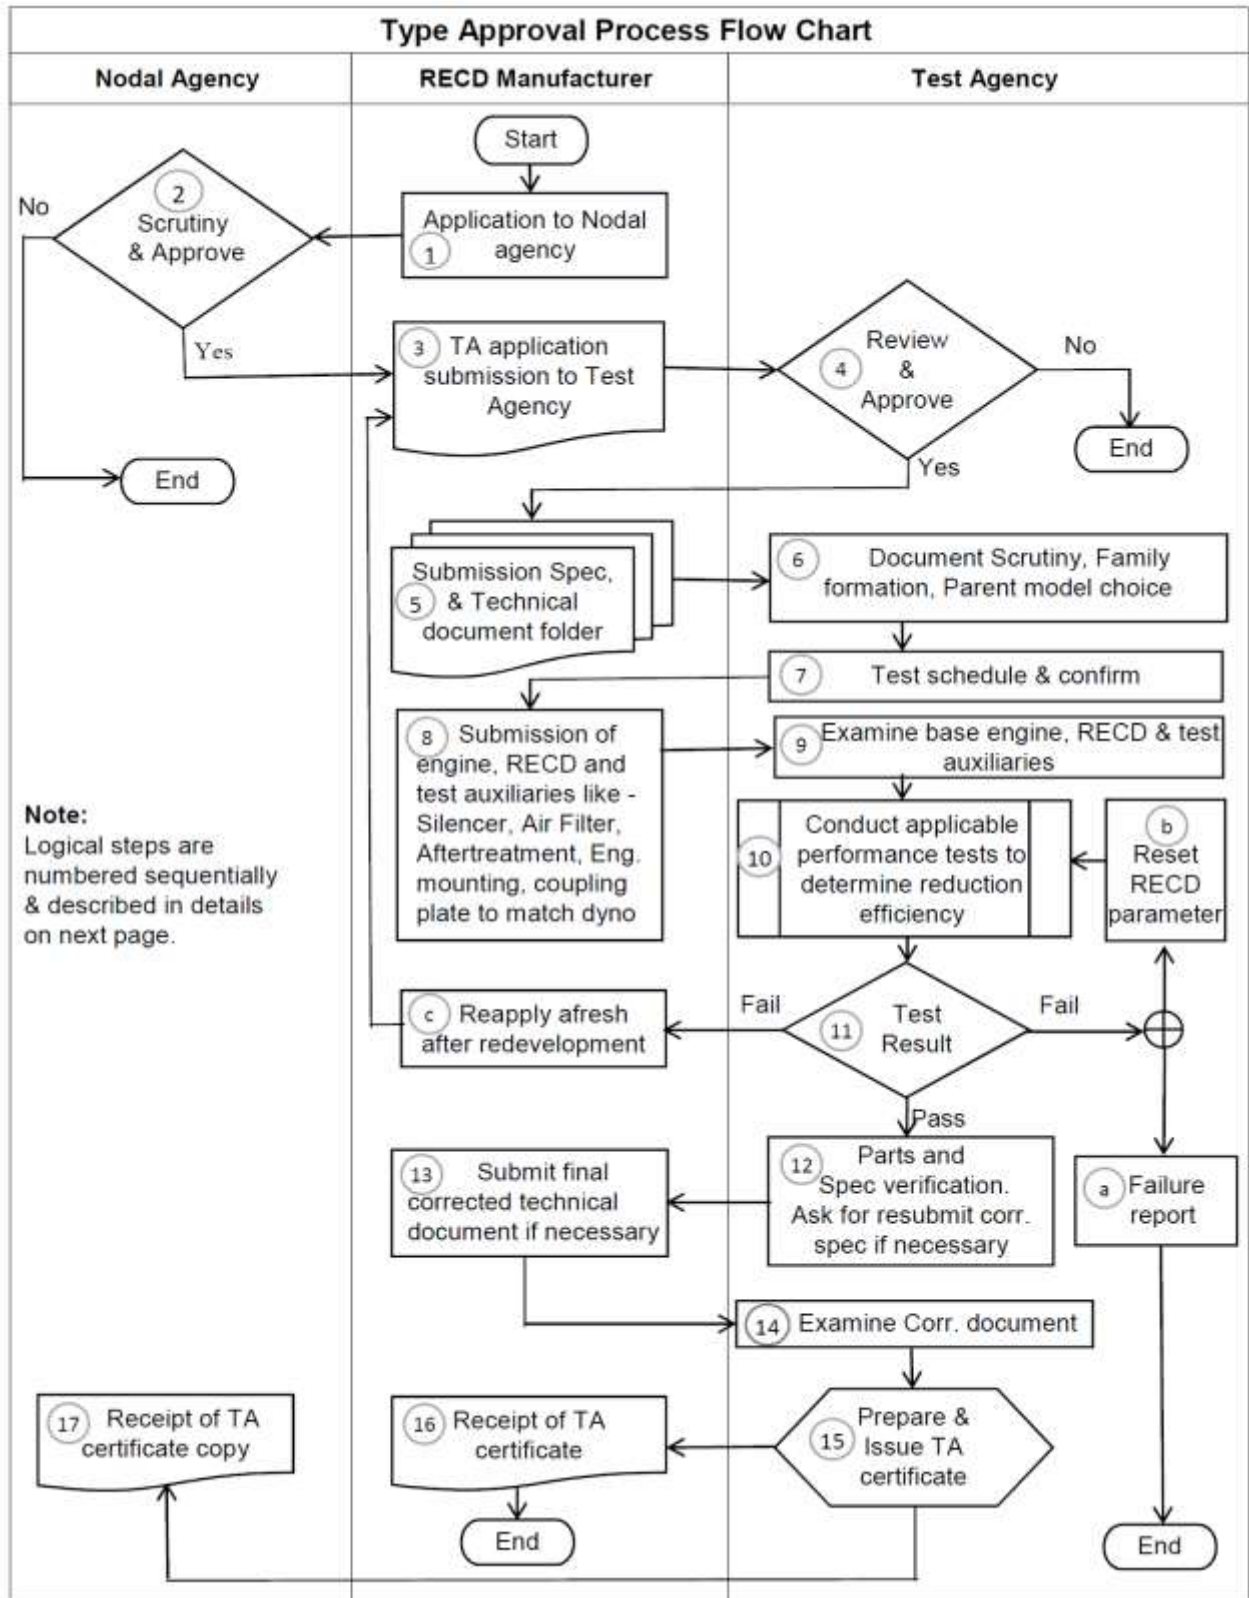 Type Approval Process Flow Chart
Nodal Agency
RECD Manufacturer
Test Agency
Start
1
Application to Nodal
agency
2
Scrutiny
& Approve
No
Yes
End
3
TA application
submission to Test
Agency
4
Review
&
Approve
No
End
Yes
5
Submission Spec,
& Technical
document folder
6
Document Scrutiny, Family
formation, Parent model choice
7
Test schedule & confirm
8
Submission of
engine, RECD and
test auxiliaries like -
Silencer, Air Filter,
Aftertreatment, Eng.
mounting, coupling
plate to match dyno
9
Examine base engine, RECD & test
auxiliaries
Note:
Logical steps are
numbered sequentially
& described in details
on next page.
10
Conduct applicable
performance tests to
determine reduction
efficiency
b
Reset
RECD
parameter
11
Test
Result
Fail
Fail
Pass
c
Reapply afresh
after redevelopment
12
Parts and
Spec verification.
Ask for resubmit corr.
spec if necessary
a
Failure
report
13
Submit final
corrected technical
document if necessary
14
Examine Corr. document
15
Prepare &
Issue TA
certificate
16
Receipt of TA
certificate
17
Receipt of TA
certificate copy
End
End